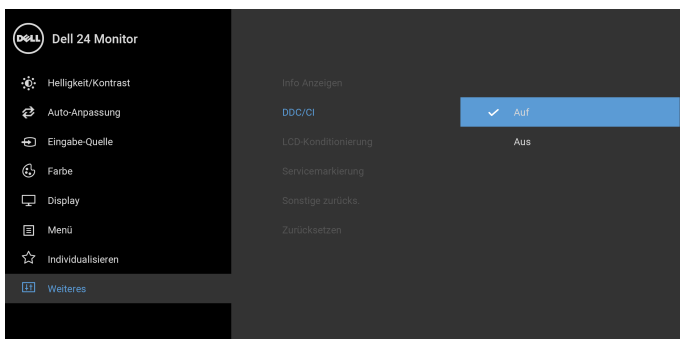 DELL Dell 24 Monitor
Helligkeit/Kontrast
Auto-Anpassung
Eingabe-Quelle
Farbe
Display
Menü
Individualisieren
Weiteres
Info Anzeigen
DDC/CI
LCD-Konditionierung
Servicemarkierung
Sonstige zurücks.
Zurücksetzen
Auf
Aus